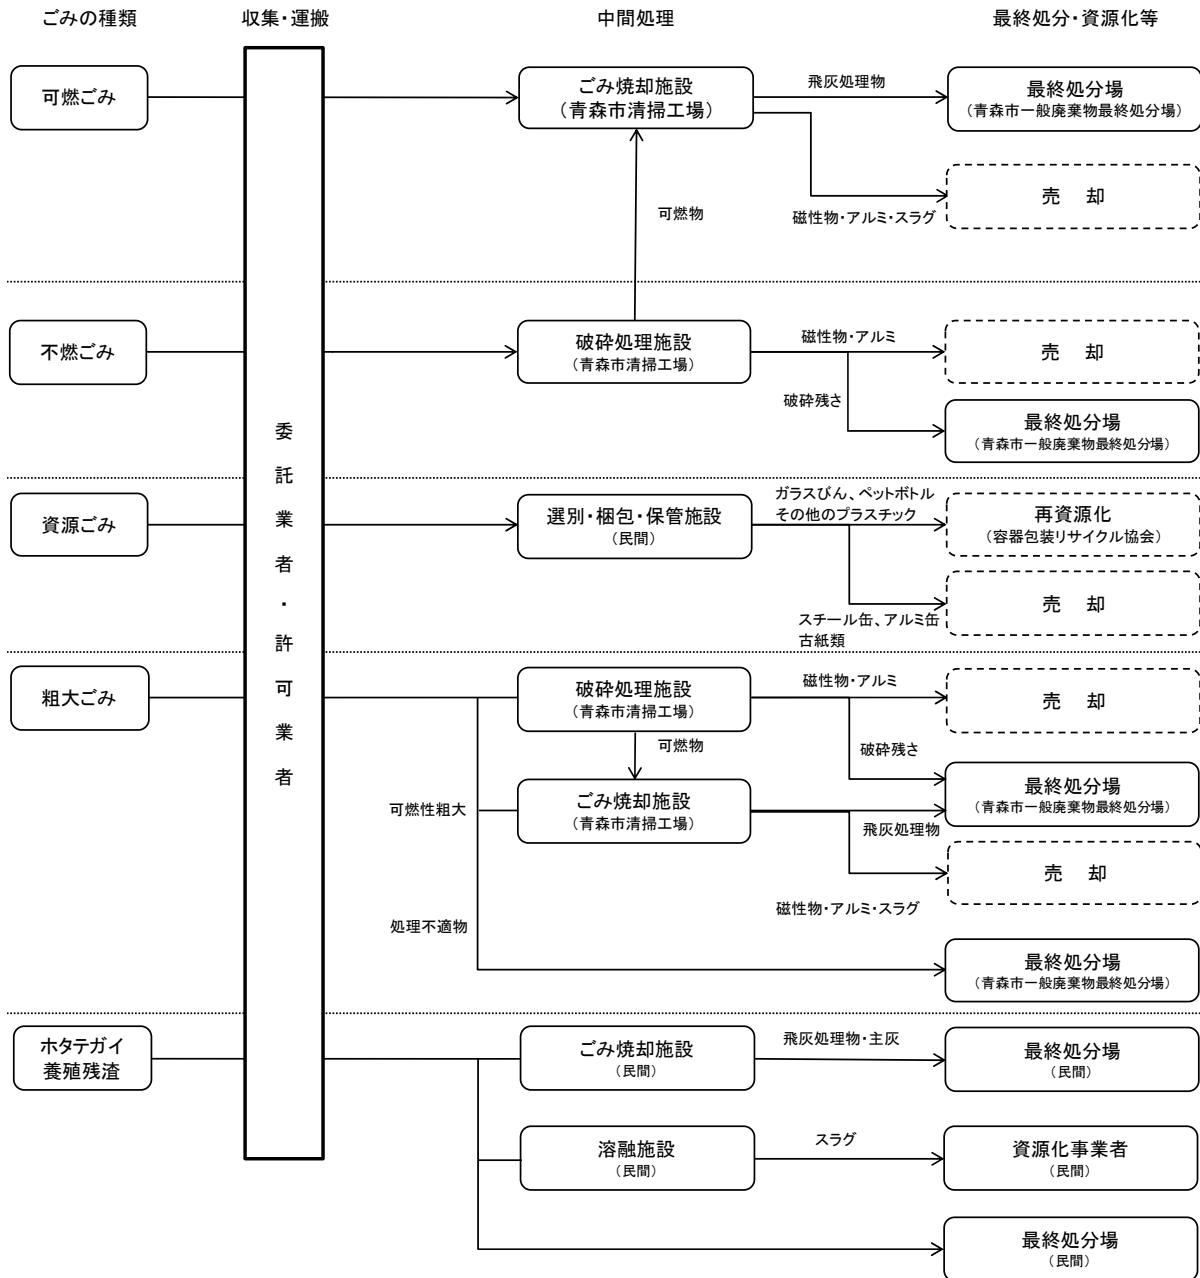 ごみの種類
収集・運搬
中間処理
最終処分・資源化等
可燃ごみ
ごみ焼却施設
(青森市清掃工場)
飛灰処理物
最終処分場
(青森市一般廃棄物最終処分場)
売 却
磁性物・アルミ・スラグ
可燃物
不燃ごみ
破砕処理施設
(青森市清掃工場)
磁性物・アルミ
売 却
破砕残さ
最終処分場
(青森市一般廃棄物最終処分場)
委託業者・許可業者
資源ごみ
選別・梱包・保管施設
(民間)
ガラスびん、ペットボトル
その他のプラスチック
再資源化
(容器包装リサイクル協会)
売 却
スチール缶、アルミ缶
古紙類
粗大ごみ
破砕処理施設
(青森市清掃工場)
磁性物・アルミ
売 却
可燃物
破砕残さ
可燃性粗大
ごみ焼却施設
(青森市清掃工場)
最終処分場
(青森市一般廃棄物最終処分場)
飛灰処理物
売 却
磁性物・アルミ・スラグ
処理不適物
最終処分場
(青森市一般廃棄物最終処分場)
ホタテガイ
養殖残渣
ごみ焼却施設
(民間)
飛灰処理物・主灰
最終処分場
(民間)
溶融施設
(民間)
スラグ
資源化事業者
(民間)
最終処分場
(民間)